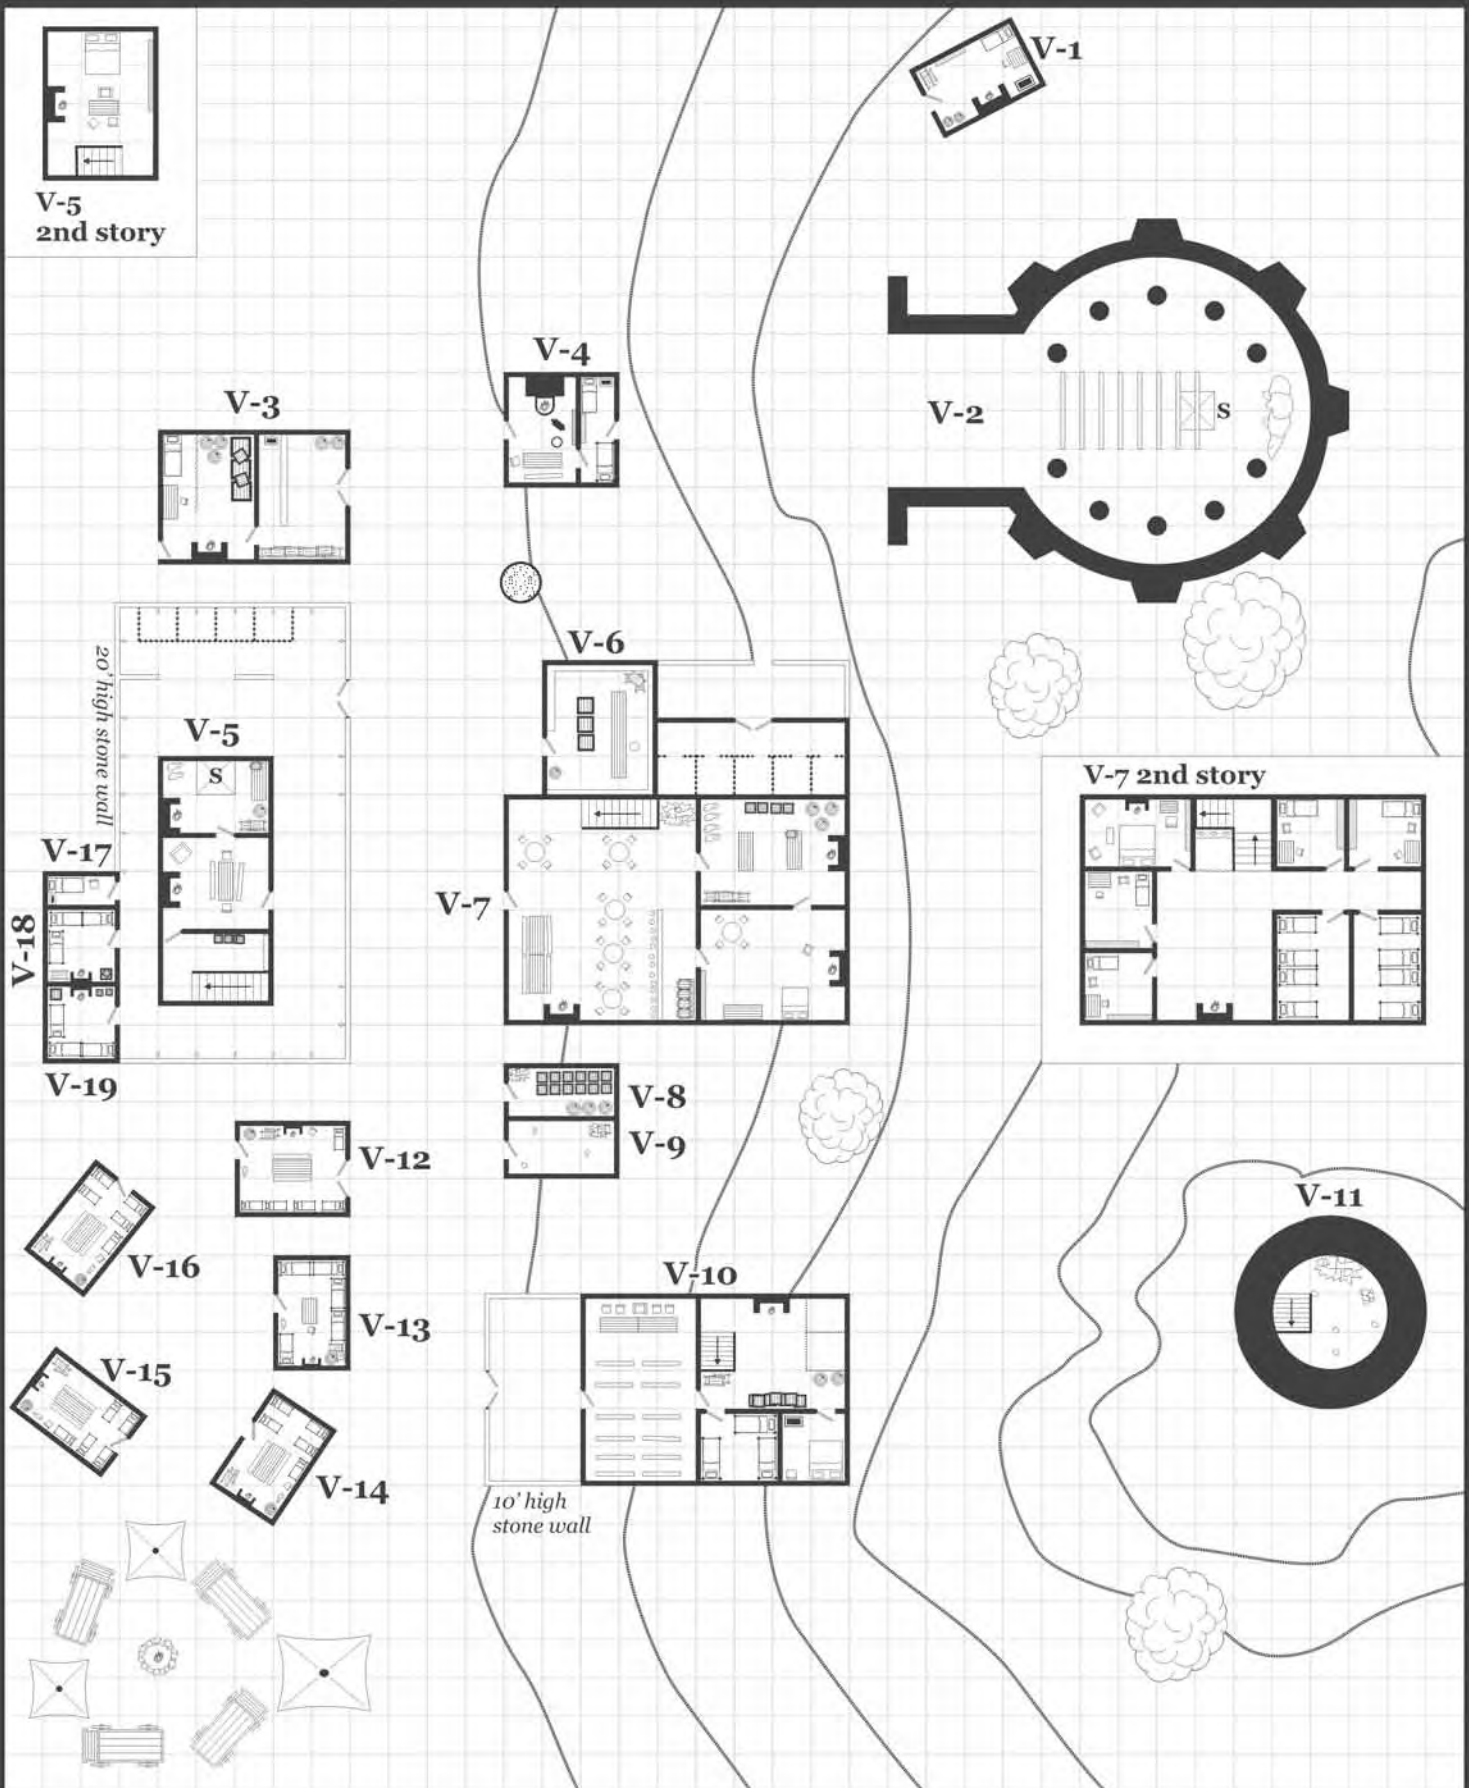 V-1
V-5
2nd story
V-4
V-3
V-2
S
V-6
20' high stone wall
V-5
S
V-7 2nd story
V-17
V-7
V-18
V-19
V-8
V-9
V-12
V-11
V-16
V-10
V-13
V-15
V-14
10' high
stone wall